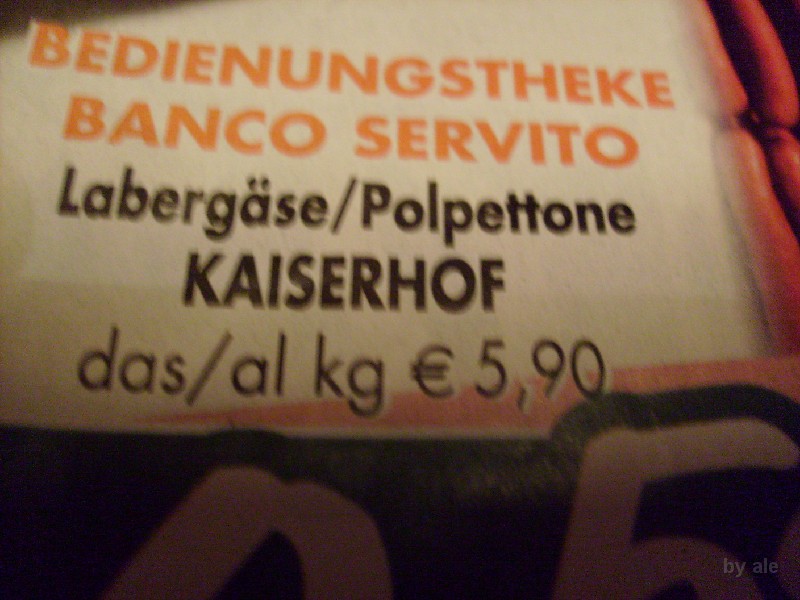 BEDIENUNGSTHEKE
BANCO SERVITO
Labergäse/Polpettone
KAISERHOF
das/al kg € 5,90
by ale